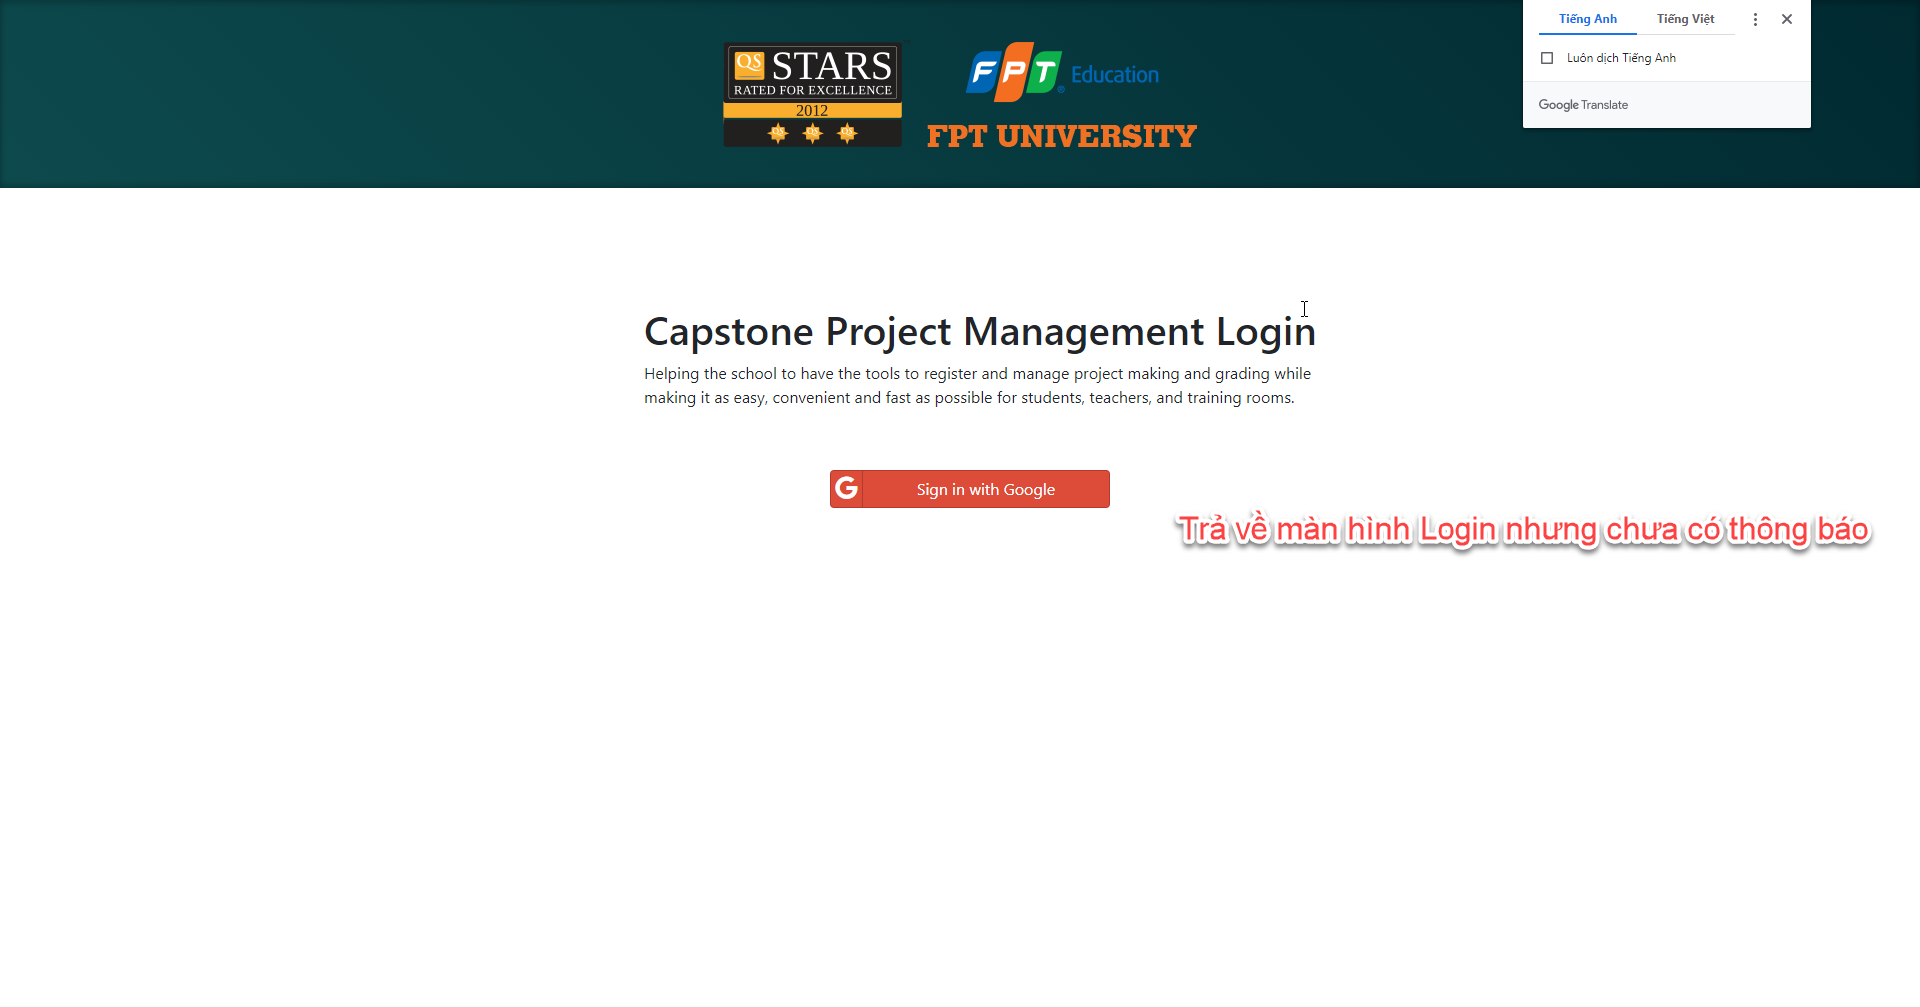 QS STARS
RATED FOR EXCELLENCE
2012
QS QS QS
FPT Education
FPT UNIVERSITY
Tiếng Anh Tiếng Việt
Luôn dịch Tiếng Anh
Google Translate
Capstone Project Management Login
Helping the school to have the tools to register and manage project making and grading while
making it as easy, convenient and fast as possible for students, teachers, and training rooms.
G Sign in with Google
Trả về màn hình Login nhưng chưa có thông báo